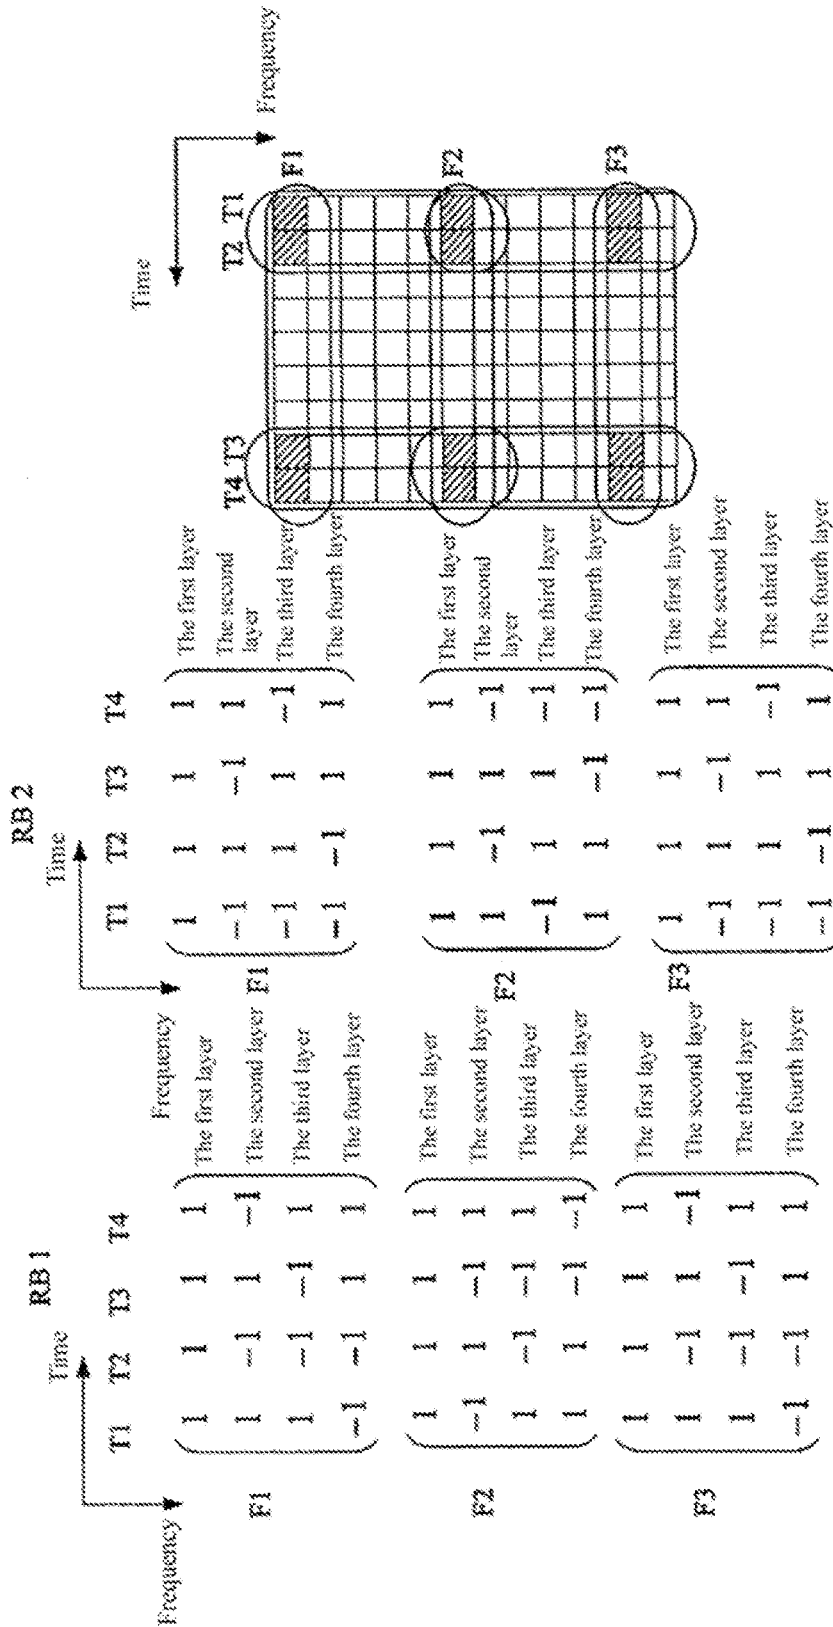 RB 1
Time
Frequency
T1 T2 T3 T4
F1
1 1 1 1 The first layer
1 -1 1 -1 The second layer
1 -1 -1 1 The third layer
-1 -1 1 1 The fourth layer
F2
1 1 1 1 The first layer
-1 1 -1 1 The second layer
1 -1 -1 1 The third layer
1 1 -1 -1 The fourth layer
F3
1 1 1 1 The first layer
1 -1 1 -1 The second layer
1 -1 -1 1 The third layer
-1 -1 1 1 The fourth layer
RB 2
Time
Frequency
T1 T2 T3 T4
F1
1 1 1 1 The first layer
-1 1 -1 1 The second
layer
-1 1 1 -1 The third layer
-1 -1 1 1 The fourth layer
F2
1 1 1 1 The first layer
1 -1 1 -1 The second
layer
-1 1 1 -1 The third layer
1 1 -1 -1 The fourth layer
F3
1 1 1 1 The first layer
-1 1 -1 1 The second layer
-1 1 1 -1 The third layer
-1 -1 1 1 The fourth layer
Time
Frequency
T4 T3 T2 T1
F1
F2
F3